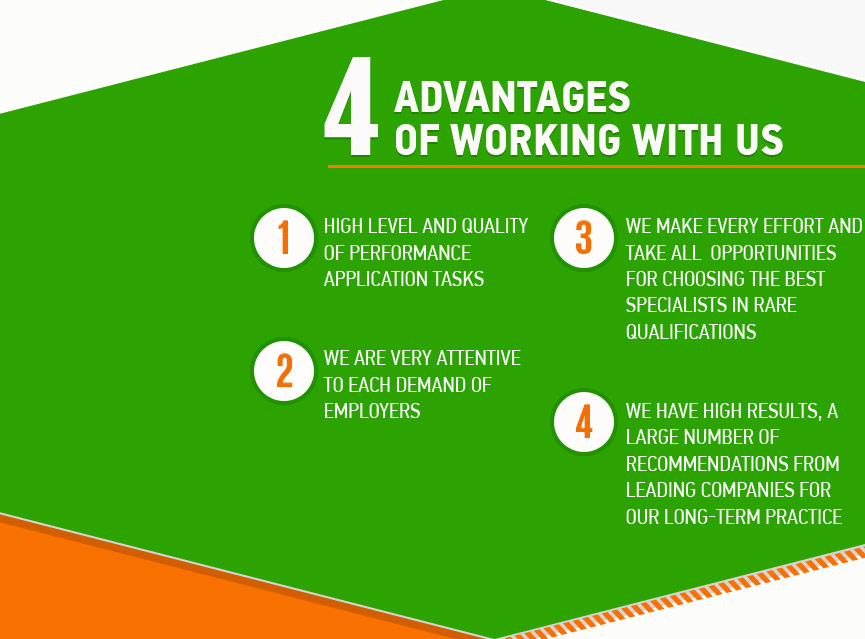 4 ADVANTAGES
OF WORKING WITH US
1 HIGH LEVEL AND QUALITY
OF PERFORMANCE
APPLICATION TASKS
2 WE ARE VERY ATTENTIVE
TO EACH DEMAND OF
EMPLOYERS
3 WE MAKE EVERY EFFORT AND
TAKE ALL OPPORTUNITIES
FOR CHOOSING THE BEST
SPECIALISTS IN RARE
QUALIFICATIONS
4 WE HAVE HIGH RESULTS, A
LARGE NUMBER OF
RECOMMENDATIONS FROM
LEADING COMPANIES FOR
OUR LONG-TERM PRACTICE